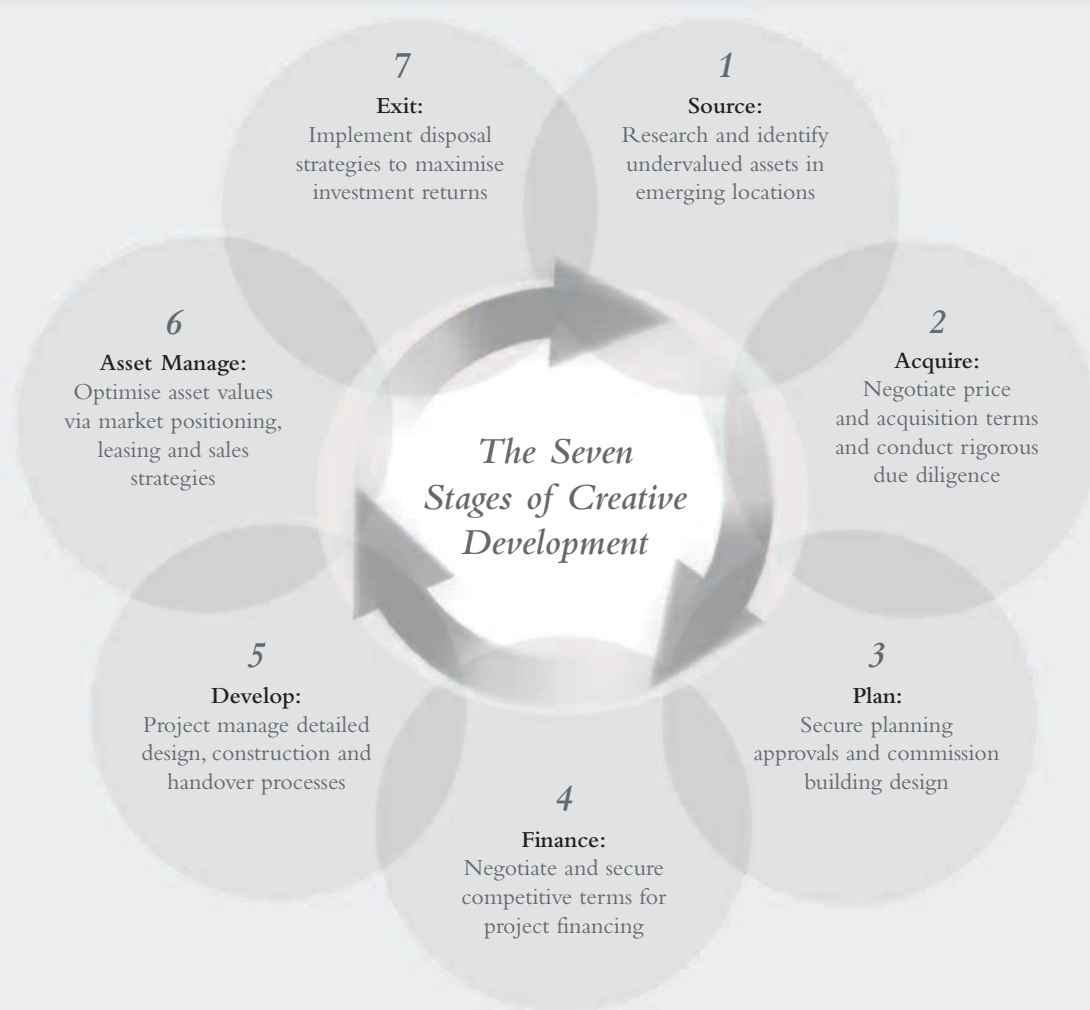 The Seven
Stages of Creative
Development
1
Source:
Research and identify
undervalued assets in
emerging locations
2
Acquire:
Negotiate price
and acquisition terms
and conduct rigorous
due diligence
3
Plan:
Secure planning
approvals and commission
building design
4
Finance:
Negotiate and secure
competitive terms for
project financing
5
Develop:
Project manage detailed
design, construction and
handover processes
6
Asset Manage:
Optimise asset values
via market positioning,
leasing and sales
strategies
7
Exit:
Implement disposal
strategies to maximise
investment returns